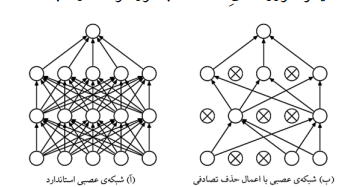 (آ) شبکه‌ی عصبی استاندارد
(ب) شبکه‌ی عصبی با اعمال حذف تصادفی